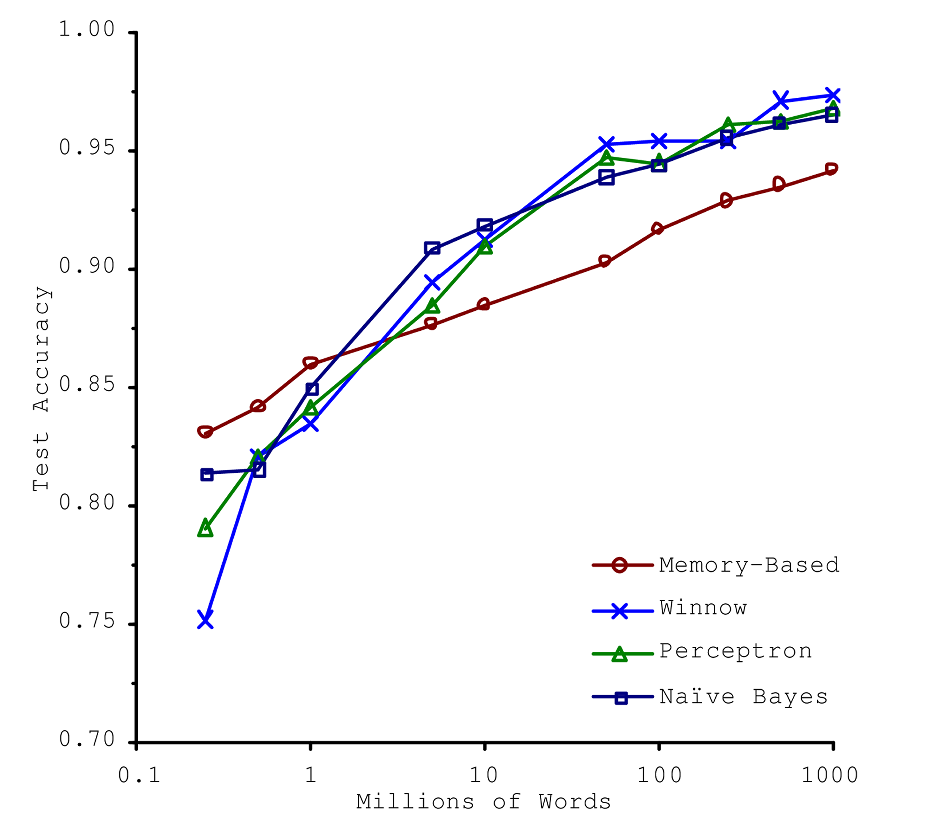 1.00
0.95
0.90
0.85
0.80
0.75
0.70
Test Accuracy
0.1 1 10 100 1000
Millions of Words
Memory-Based
Winnow
Perceptron
Naïve Bayes